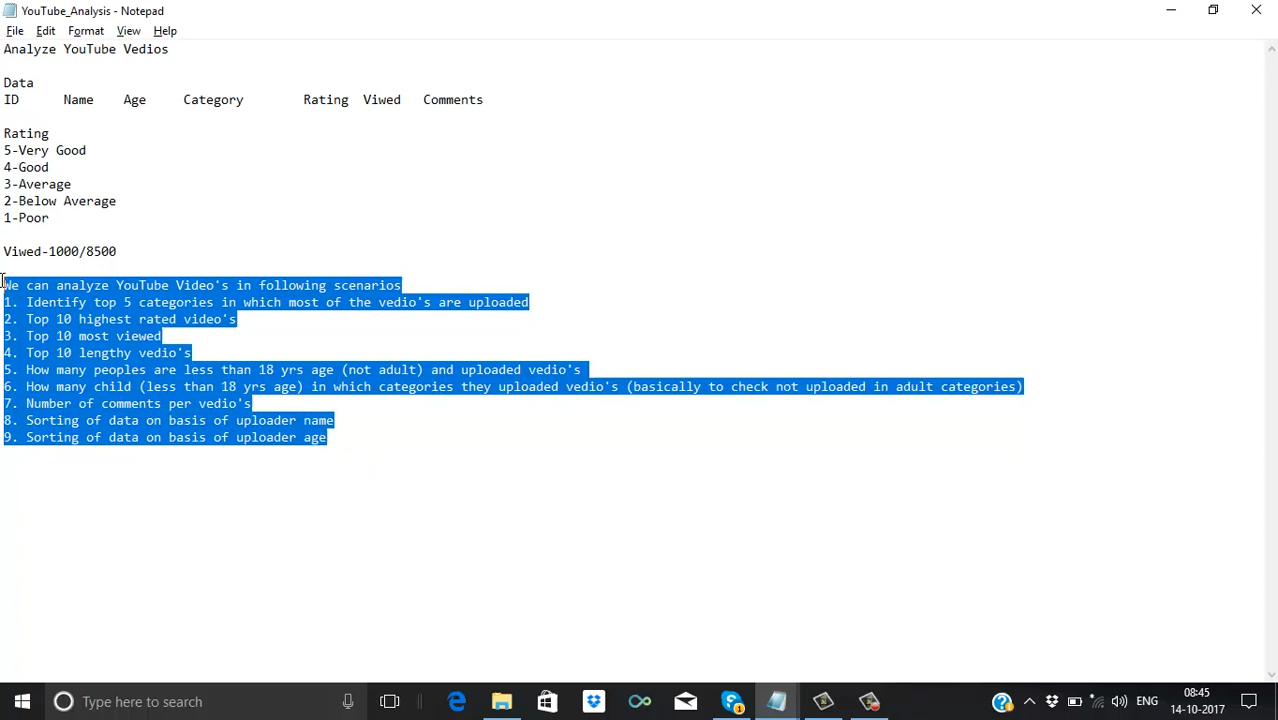 YouTube_Analysis - Notepad
File Edit Format View Help
Analyze YouTube Vedios
Data
ID Name Age Category Rating Viwed Comments
Rating
5-Very Good
4-Good
3-Average
2-Below Average
1-Poor
Viwed-1000/8500
We can analyze YouTube Video's in following scenarios
1. Identify top 5 categories in which most of the vedio's are uploaded
2. Top 10 highest rated video's
3. Top 10 most viewed
4. Top 10 lengthy vedio's
5. How many peoples are less than 18 yrs age (not adult) and uploaded vedio's
6. How many child (less than 18 yrs age) in which categories they uploaded vedio's (basically to check not uploaded in adult categories)
7. Number of comments per vedio's
8. Sorting of data on basis of uploader name
9. Sorting of data on basis of uploader age
Type here to search
ENG
08:45
14-10-2017